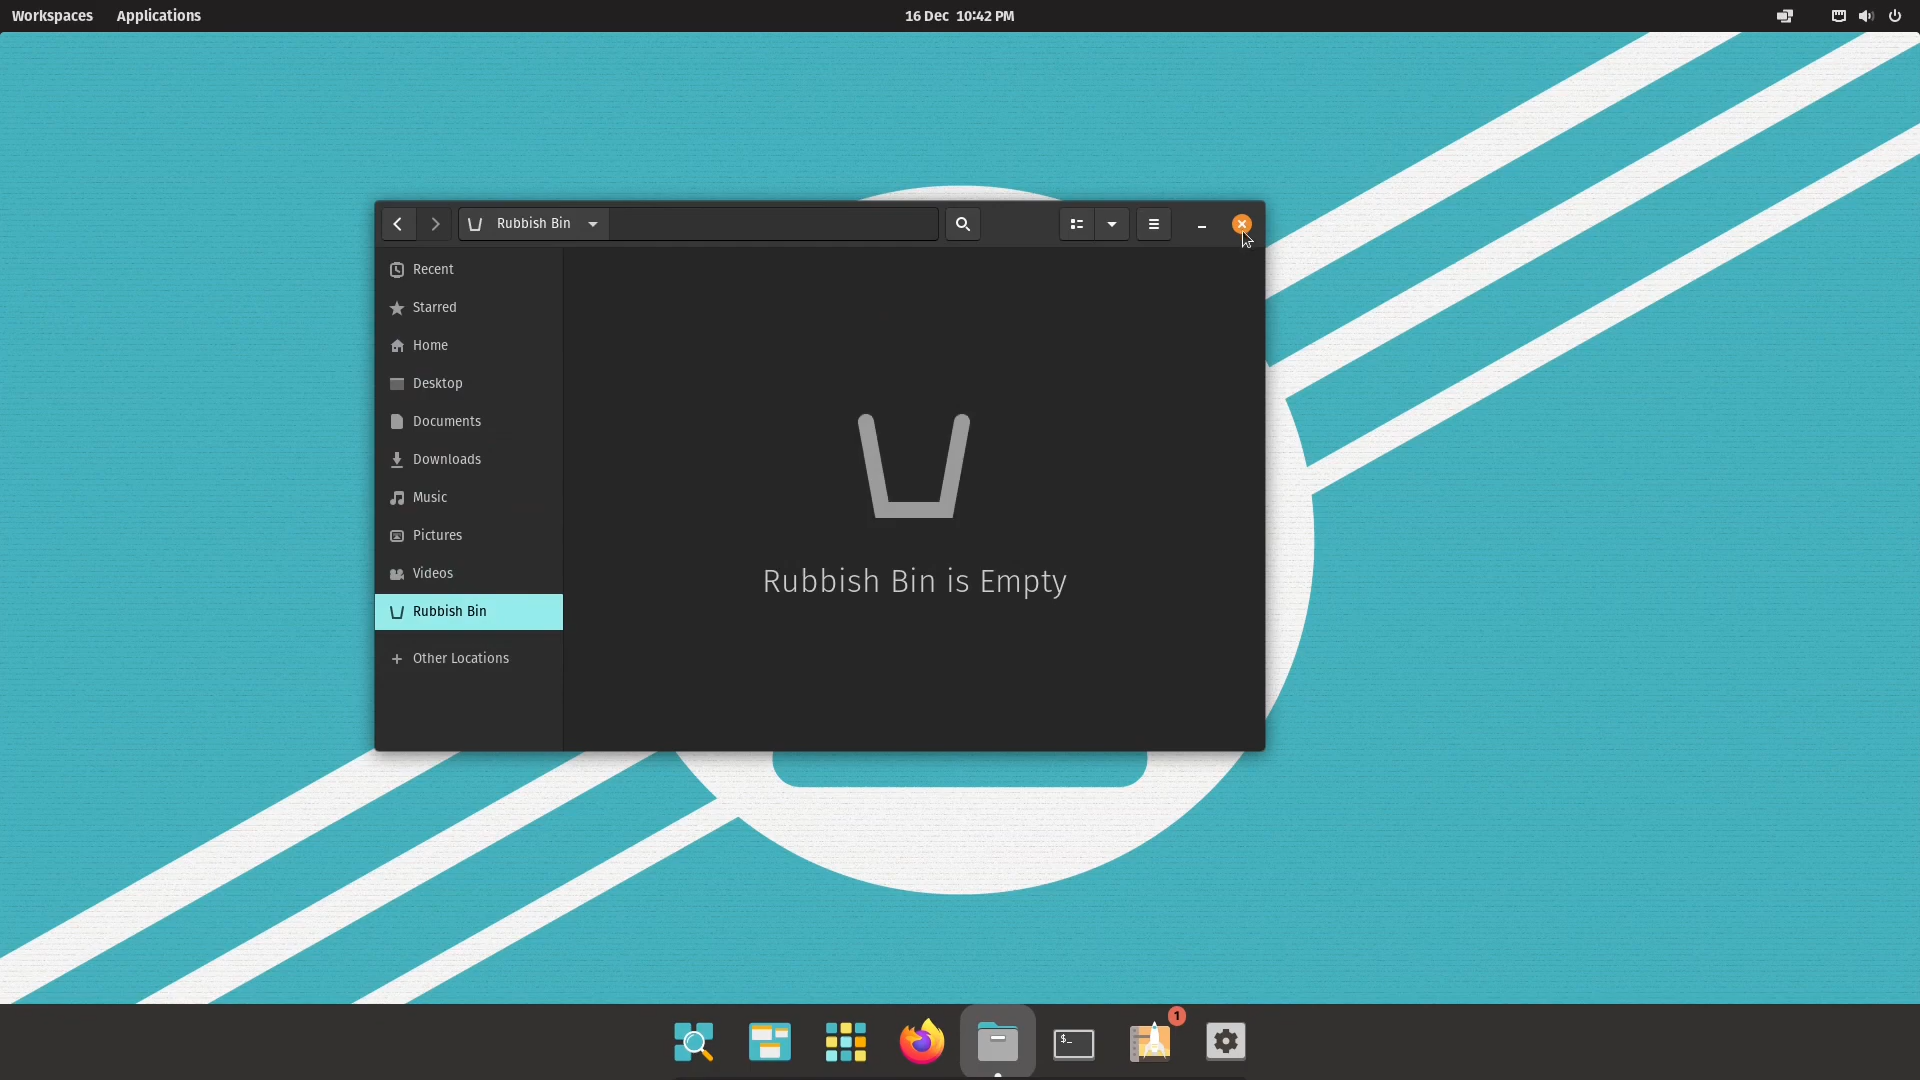 Workspaces Applications 16 Dec 10:42 PM
Rubbish Bin
Recent
Starred
Home
Desktop
Documents
Downloads
Music
Pictures
Videos
Rubbish Bin
Other Locations
Rubbish Bin is Empty
$_
1